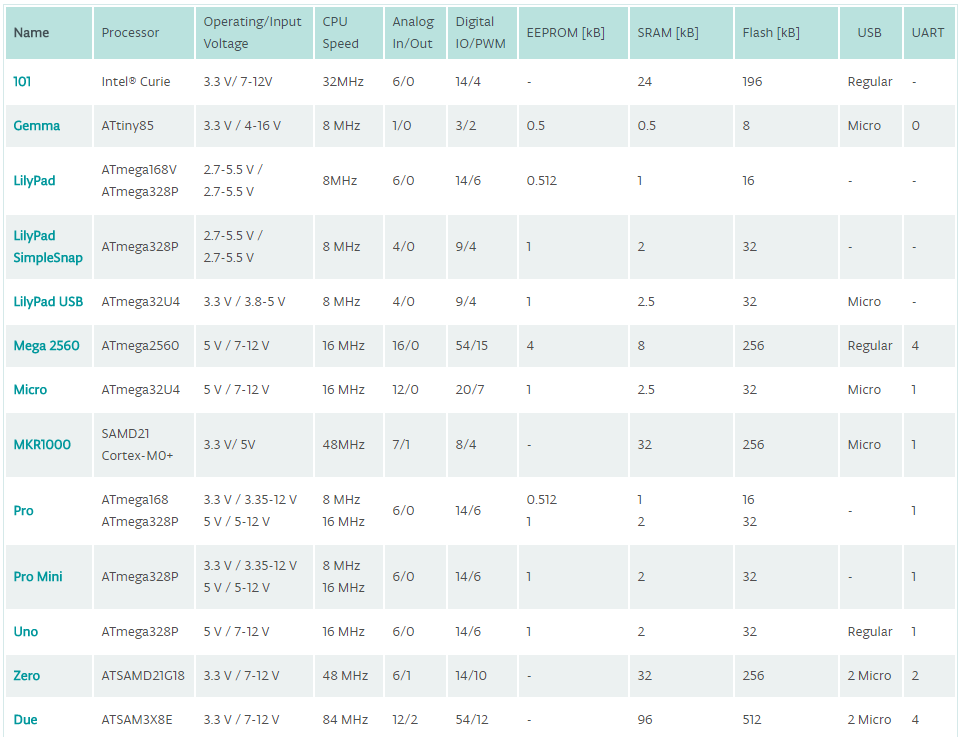 Name Processor Operating/Input Voltage CPU Speed Analog In/Out Digital IO/PWM EEPROM [kB] SRAM [kB] Flash [kB] USB UART
101 Intel® Curie 3.3 V/ 7-12V 32MHz 6/0 14/4 - 24 196 Regular -
Gemma ATtiny85 3.3 V / 4-16 V 8 MHz 1/0 3/2 0.5 0.5 8 Micro 0
LilyPad ATmega168V ATmega328P 2.7-5.5 V / 2.7-5.5 V 8MHz 6/0 14/6 0.512 1 16 - -
LilyPad SimpleSnap ATmega328P 2.7-5.5 V / 2.7-5.5 V 8 MHz 4/0 9/4 1 2 32 - -
LilyPad USB ATmega32U4 3.3 V / 3.8-5 V 8 MHz 4/0 9/4 1 2.5 32 Micro -
Mega 2560 ATmega2560 5 V / 7-12 V 16 MHz 16/0 54/15 4 8 256 Regular 4
Micro ATmega32U4 5 V / 7-12 V 16 MHz 12/0 20/7 1 2.5 32 Micro 1
MKR1000 SAMD21 Cortex-M0+ 3.3 V/ 5V 48MHz 7/1 8/4 - 32 256 Micro 1
Pro ATmega168 ATmega328P 3.3 V / 3.35-12 V 5 V / 5-12 V 8 MHz 16 MHz 6/0 14/6 0.512 1 1 2 16 32 - 1
Pro Mini ATmega328P 3.3 V / 3.35-12 V 5 V / 5-12 V 8 MHz 16 MHz 6/0 14/6 1 2 32 - 1
Uno ATmega328P 5 V / 7-12 V 16 MHz 6/0 14/6 1 2 32 Regular 1
Zero ATSAMD21G18 3.3 V / 7-12 V 48 MHz 6/1 14/10 - 32 256 2 Micro 2
Due ATSAM3X8E 3.3 V / 7-12 V 84 MHz 12/2 54/12 - 96 512 2 Micro 4